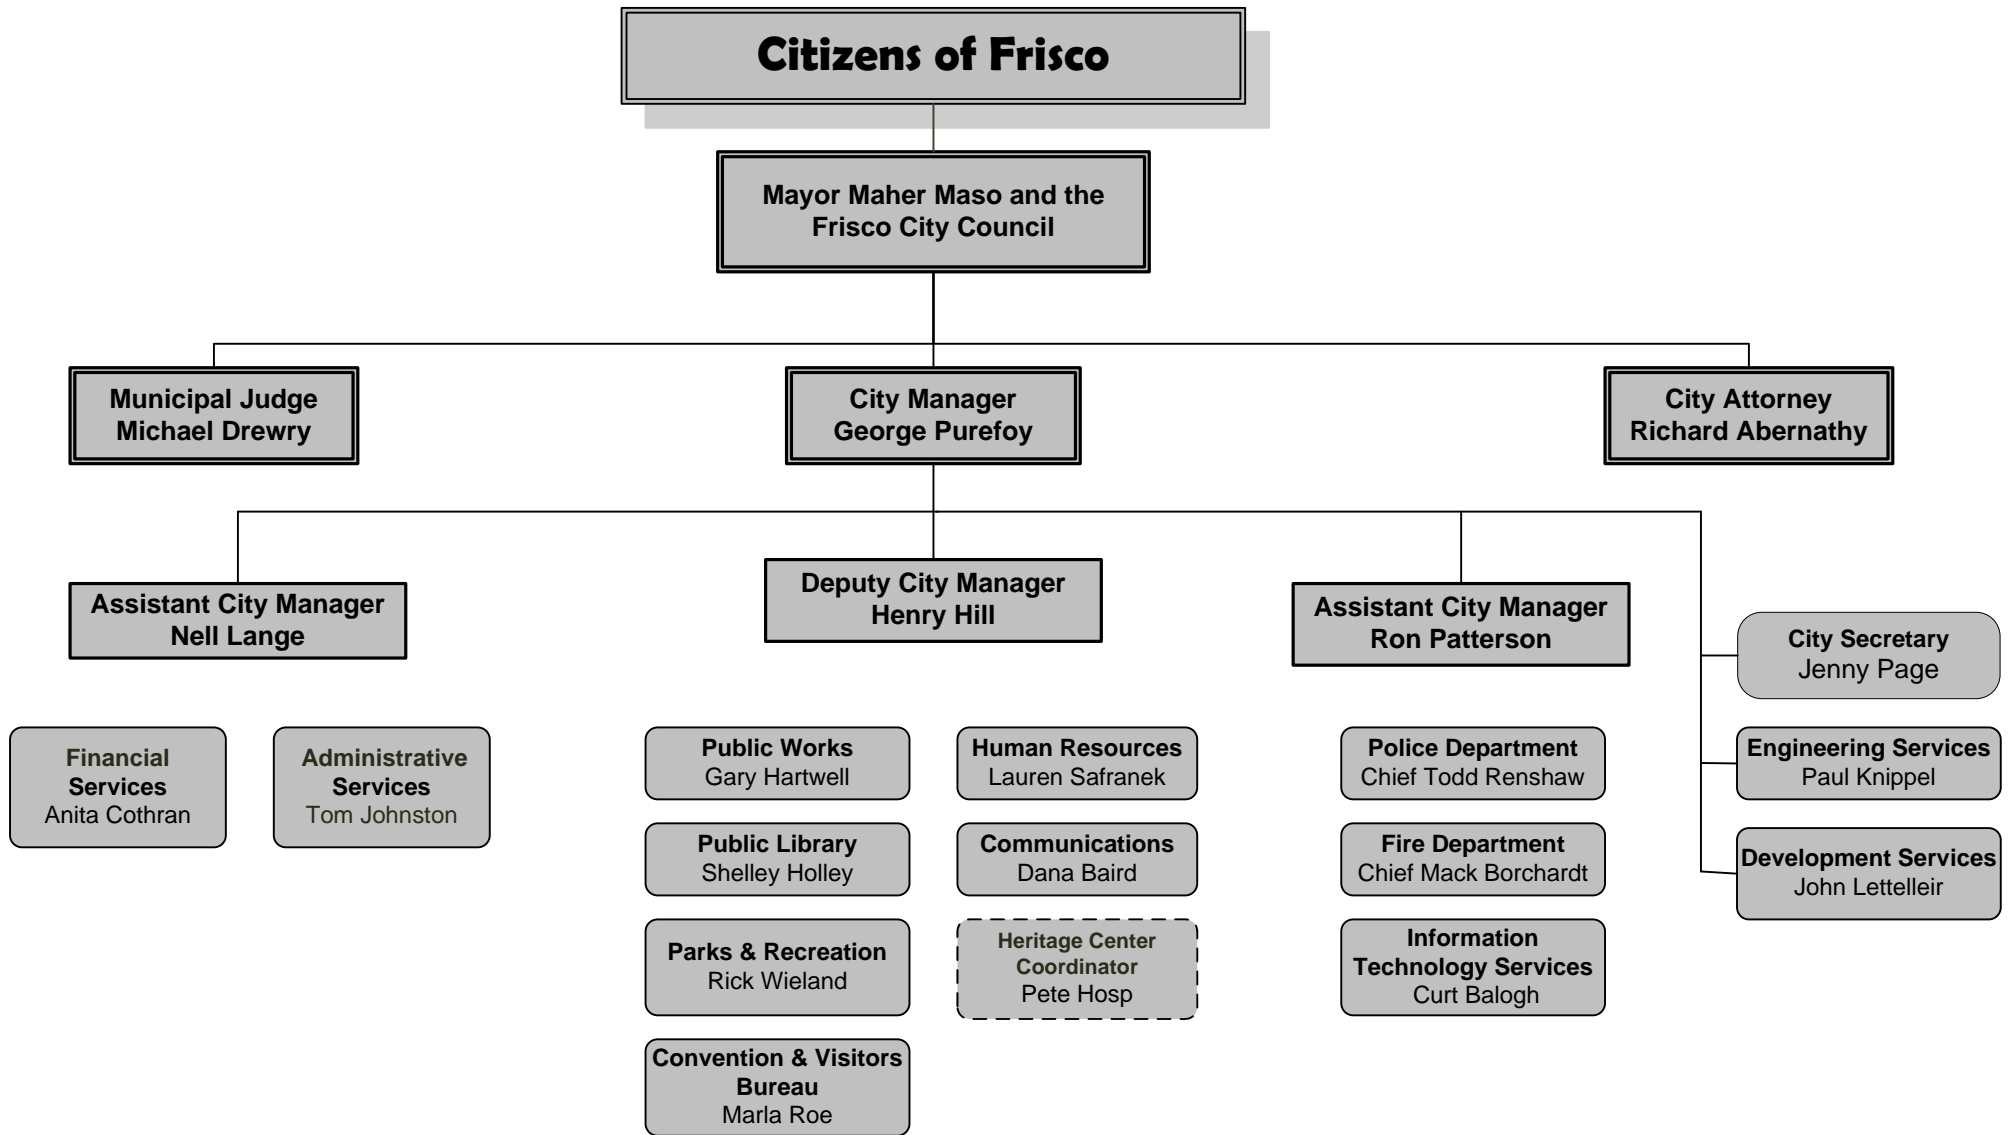 Citizens of Frisco
Mayor Maher Maso and the
Frisco City Council
Municipal Judge
Michael Drewry
City Manager
George Purefoy
City Attorney
Richard Abernathy
Assistant City Manager
Nell Lange
Deputy City Manager
Henry Hill
Assistant City Manager
Ron Patterson
City Secretary
Jenny Page
Financial
Services
Anita Cothran
Administrative
Services
Tom Johnston
Public Works
Gary Hartwell
Human Resources
Lauren Safranek
Police Department
Chief Todd Renshaw
Engineering Services
Paul Knippel
Public Library
Shelley Holley
Communications
Dana Baird
Fire Department
Chief Mack Borchardt
Development Services
John Lettelleir
Parks & Recreation
Rick Wieland
Heritage Center
Coordinator
Pete Hosp
Information
Technology Services
Curt Balogh
Convention & Visitors
Bureau
Marla Roe